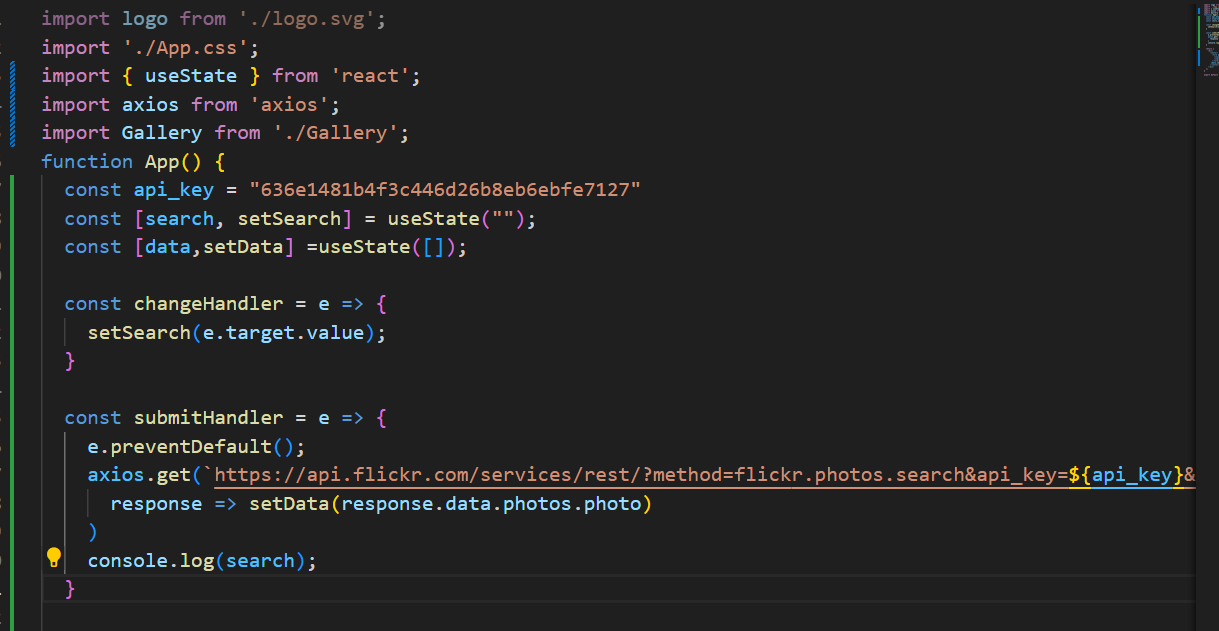 import logo from './logo.svg';
import './App.css';
import { useState } from 'react';
import axios from 'axios';
import Gallery from './Gallery';
function App() {
  const api_key = "636e1481b4f3c446d26b8eb6ebfe7127"
  const [search, setSearch] = useState("");
  const [data,setData] =useState([]);

  const changeHandler = e => {
    setSearch(e.target.value);
  }

  const submitHandler = e => {
    e.preventDefault();
    axios.get(`https://api.flickr.com/services/rest/?method=flickr.photos.search&api_key=${api_key}&
      response => setData(response.data.photos.photo)
    )
    console.log(search);
  }